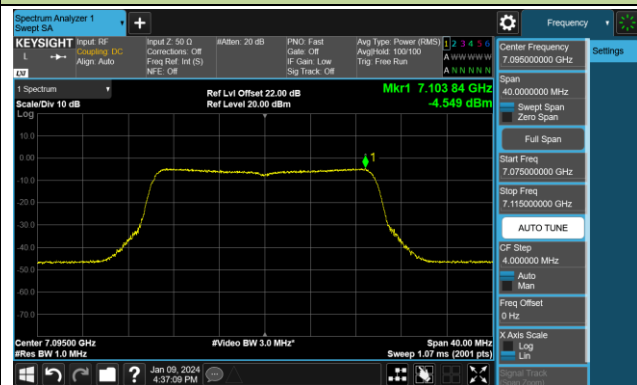 Spectrum Analyzer 1
Swept SA
Frequency
KEYSIGHT
L
LXI
Input: RF
Coupling: DC
Align: Auto
Input Z: 50 Ω
Corrections: Off
Freq Ref: Int (S)
NFE: Off
#Atten: 20 dB
PNO: Fast
Gate: Off
IF Gain: Low
Sig Track: Off
Avg Type: Power (RMS)
Avg|Hold: 100/100
Trig: Free Run
1 2 3 4 5 6
A W W W W W
A N N N N N
Center Frequency
7.095000000 GHz
Settings
Span
40.0000000 MHz
Swept Span
Zero Span
Full Span
Start Freq
7.075000000 GHz
Stop Freq
7.115000000 GHz
AUTO TUNE
CF Step
4.000000 MHz
Auto
Man
Freq Offset
0 Hz
X Axis Scale
Log
Lin
Signal Track
(Span Zoom)
1 Spectrum
Scale/Div 10 dB
Log
Ref Lvl Offset 22.00 dB
Ref Level 20.00 dBm
Mkr1 7.103 84 GHz
-4.549 dBm
10.0
0.00
-10.0
-20.0
-30.0
-40.0
-50.0
-60.0
-70.0
1
Center 7.09500 GHz
#Res BW 1.0 MHz
#Video BW 3.0 MHz*
Span 40.00 MHz
Sweep 1.07 ms (2001 pts)
Jan 09, 2024
4:37:09 PM